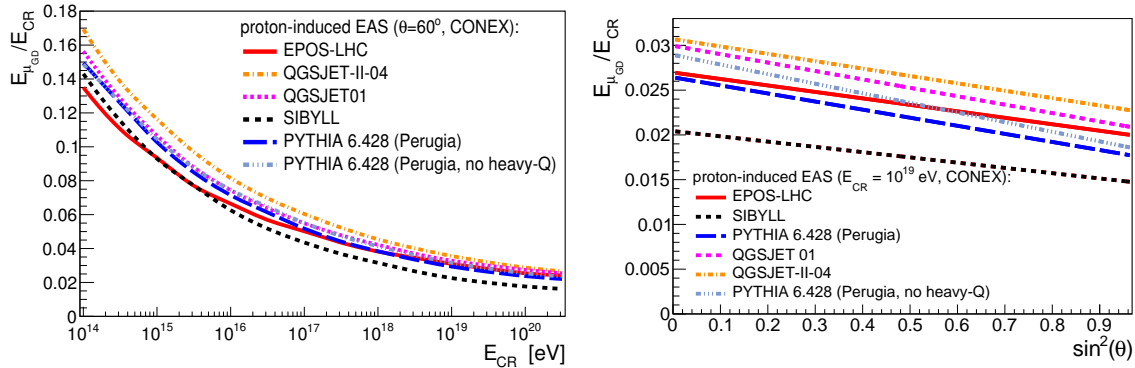 E_μGD/E_CR
0.18
0.16
0.14
0.12
0.1
0.08
0.06
0.04
0.02
0
proton-induced EAS (θ=60°, CONEX):
EPOS-LHC
QGSJET-II-04
QGSJET01
SIBYLL
PYTHIA 6.428 (Perugia)
PYTHIA 6.428 (Perugia, no heavy-Q)
10^14 10^15 10^16 10^17 10^18 10^19 10^20
E_CR [eV]
E_μGD/E_CR
0.03
0.025
0.02
0.015
0.01
0.005
0
proton-induced EAS (E_CR = 10^19 eV, CONEX):
EPOS-LHC
SIBYLL
PYTHIA 6.428 (Perugia)
QGSJET 01
QGSJET-II-04
PYTHIA 6.428 (Perugia, no heavy-Q)
0 0.1 0.2 0.3 0.4 0.5 0.6 0.7 0.8 0.9
sin²(θ)